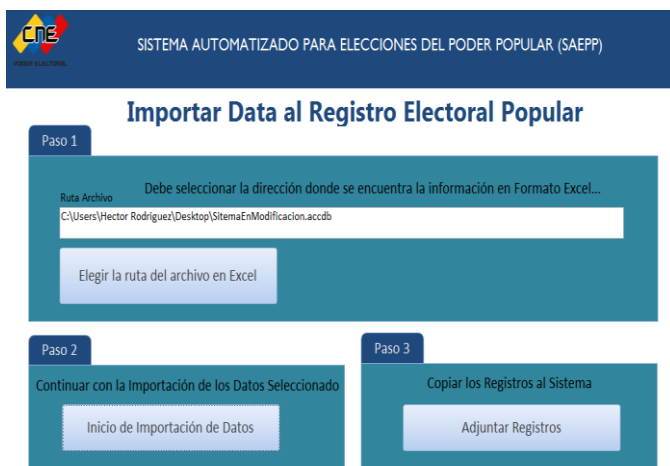 CNE
PODER ELECTORAL
SISTEMA AUTOMATIZADO PARA ELECCIONES DEL PODER POPULAR (SAEPP)
Importar Data al Registro Electoral Popular
Paso 1
Debe seleccionar la dirección donde se encuentra la información en Formato Excel...
Ruta Archivo
C:\Users\Hector Rodriguez\Desktop\SitemaEnModificacion.accdb
Elegir la ruta del archivo en Excel
Paso 2
Continuar con la Importación de los Datos Seleccionado
Inicio de Importación de Datos
Paso 3
Copiar los Registros al Sistema
Adjuntar Registros